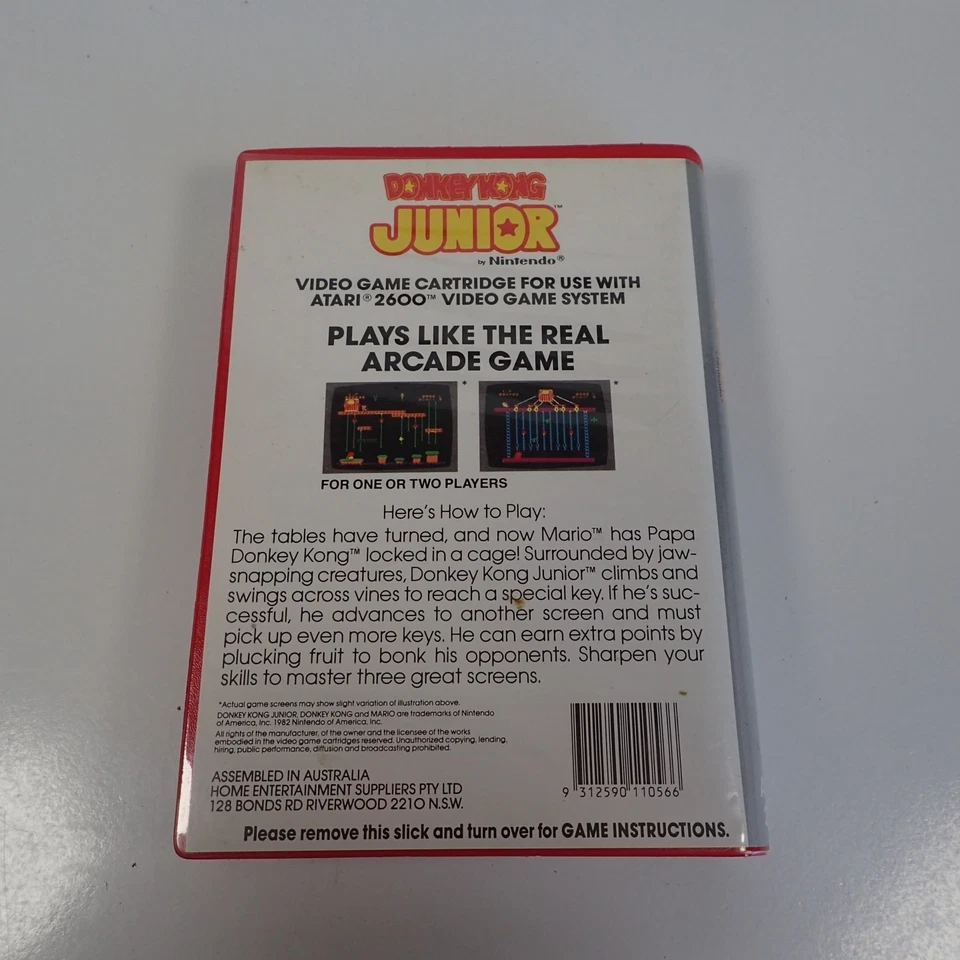 DONKEY KONG
JUNIOR™
by Nintendo®
VIDEO GAME CARTRIDGE FOR USE WITH
ATARI® 2600™ VIDEO GAME SYSTEM
PLAYS LIKE THE REAL
ARCADE GAME
* *
FOR ONE OR TWO PLAYERS
Here's How to Play:
The tables have turned, and now Mario™ has Papa
Donkey Kong™ locked in a cage! Surrounded by jaw-
snapping creatures, Donkey Kong Junior™ climbs and
swings across vines to reach a special key. If he's suc-
cessful, he advances to another screen and must
pick up even more keys. He can earn extra points by
plucking fruit to bonk his opponents. Sharpen your
skills to master three great screens.
*Actual game screens may show slight variation of illustration above.
DONKEY KONG JUNIOR, DONKEY KONG and MARIO are trademarks of Nintendo
of America, Inc. 1982 Nintendo of America, Inc.
All rights of the manufacturer, of the owner and the licensee of the works
embodied in the video game cartridges reserved. Unauthorized copying, lending,
hiring, public performance, diffusion and broadcasting prohibited.
ASSEMBLED IN AUSTRALIA
HOME ENTERTAINMENT SUPPLIERS PTY LTD
128 BONDS RD RIVERWOOD 2210 N.S.W.
9 312590 110566
Please remove this slick and turn over for GAME INSTRUCTIONS.